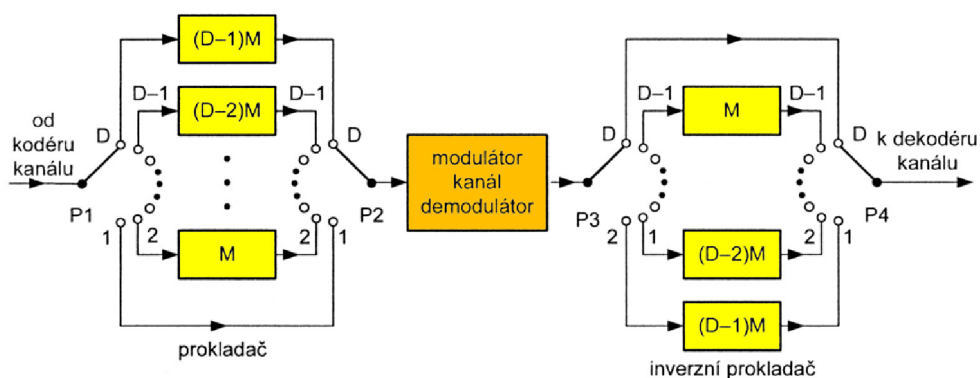 (D–1)M
D–1
(D–2)M
D–1
od
kodéru
kanálu
D
D
P1
P2
1
2
M
2
1
prokladač
modulátor
kanál
demodulátor
D–1
M
D–1
D
D
k dekodéru
kanálu
P3
P4
2
1
(D–2)M
2
1
(D–1)M
inverzní prokladač